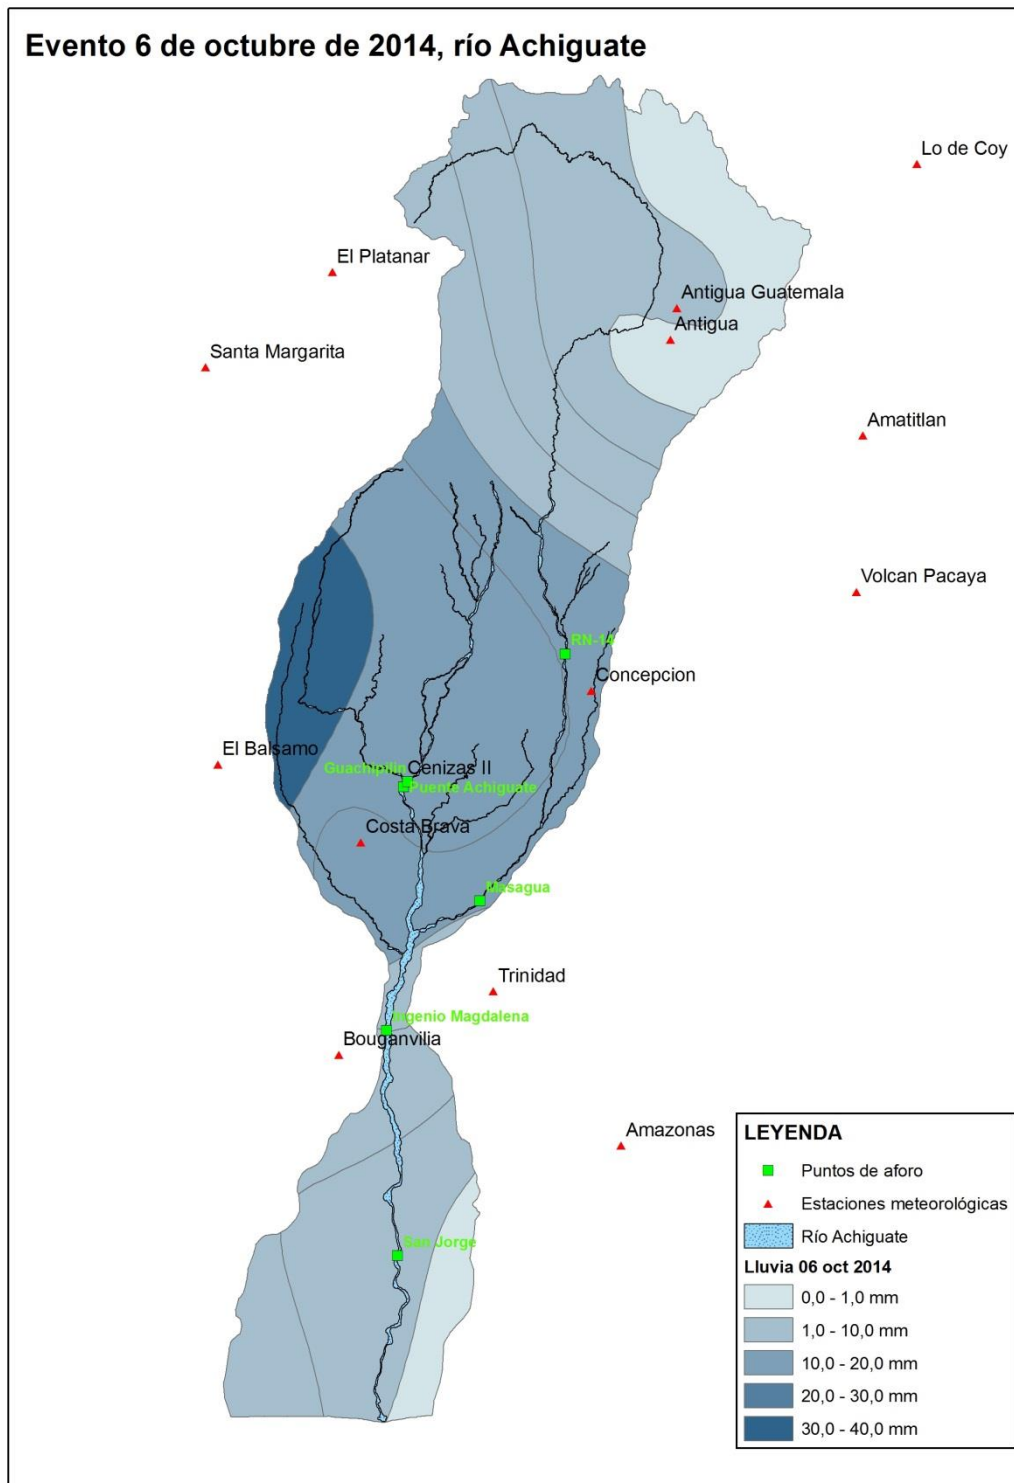 Evento 6 de octubre de 2014, río Achiguate
Lo de Coy
El Platanar
Antigua Guatemala
Antigua
Santa Margarita
Amatitlan
Volcan Pacaya
RN-14
Concepcion
El Balsamo
Guachipilin
Cenizas II
Puente Achiguate
Costa Brava
Masagua
Trinidad
Ingenio Magdalena
Bouganvilia
Amazonas
San Jorge
LEYENDA
Puntos de aforo
Estaciones meteorológicas
Río Achiguate
Lluvia 06 oct 2014
0,0 - 1,0 mm
1,0 - 10,0 mm
10,0 - 20,0 mm
20,0 - 30,0 mm
30,0 - 40,0 mm